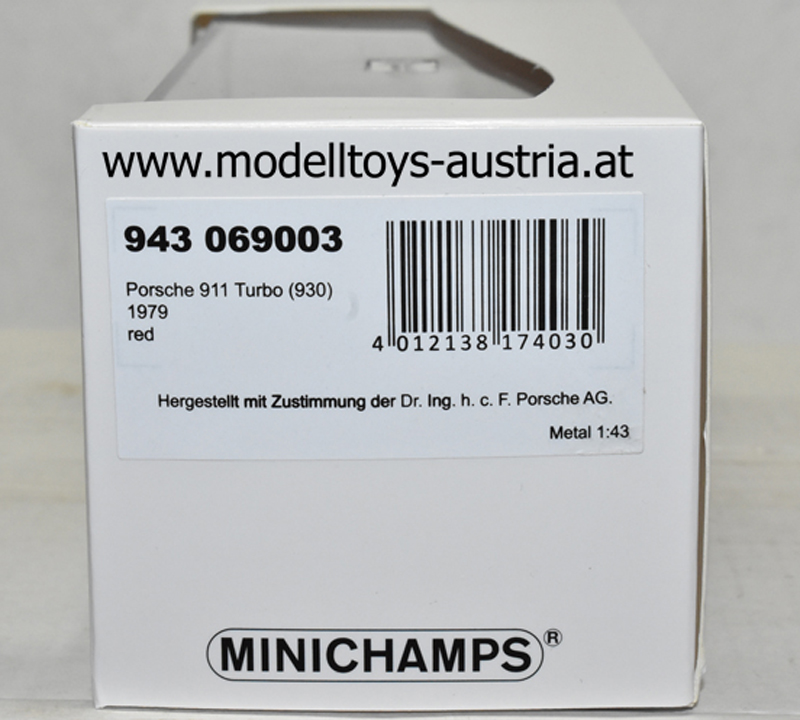 www.modelltoys-austria.at
943 069003
Porsche 911 Turbo (930)
1979
red
4 012138 174030
Hergestellt mit Zustimmung der Dr. Ing. h. c. F. Porsche AG.
Metal 1:43
MINICHAMPS®